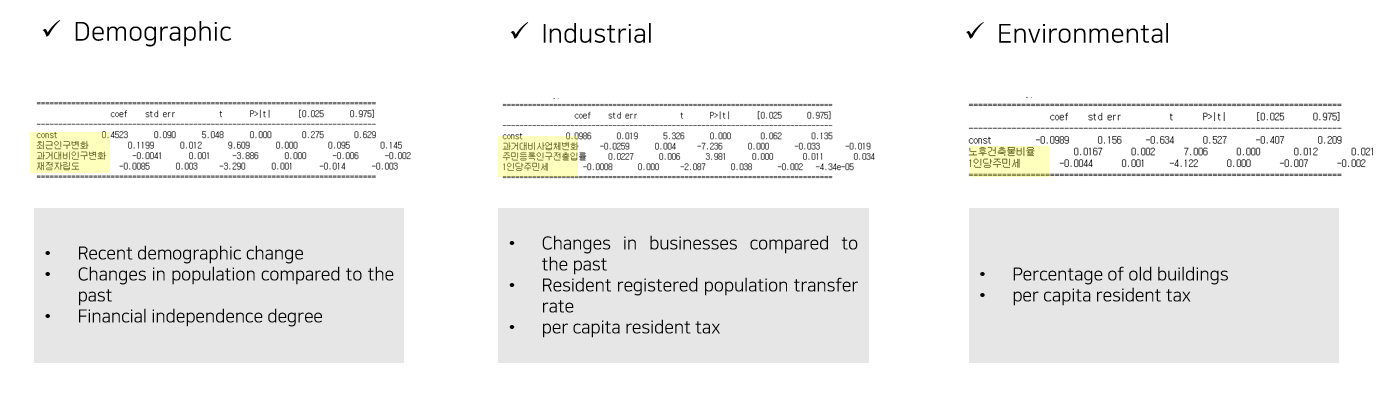 ✓ Demographic
coef std err t P>|t| [0.025 0.975]
const 0.4523 0.090 5.048 0.000 0.275 0.629
최근인구변화 0.1199 0.012 9.609 0.000 0.095 0.145
과거대비인구변화 -0.0041 0.001 -3.886 0.000 -0.006 -0.002
재정자립도 -0.0085 0.003 -3.290 0.001 -0.014 -0.003
• Recent demographic change
• Changes in population compared to the
past
• Financial independence degree
✓ Industrial
coef std err t P>|t| [0.025 0.975]
const 0.0986 0.019 5.326 0.000 0.062 0.135
과거대비사업체변화 -0.0259 0.004 -7.236 0.000 -0.033 -0.019
주민등록인구전출입률 0.0227 0.006 3.981 0.000 0.011 0.034
1인당주민세 -0.0008 0.000 -2.087 0.038 -0.002 -4.34e-05
• Changes in businesses compared to
the past
• Resident registered population transfer
rate
• per capita resident tax
✓ Environmental
coef std err t P>|t| [0.025 0.975]
const -0.0989 0.156 -0.634 0.527 -0.407 0.209
노후건축물비율 0.0167 0.002 7.006 0.000 0.012 0.021
1인당주민세 -0.0044 0.001 -4.122 0.000 -0.007 -0.002
• Percentage of old buildings
• per capita resident tax